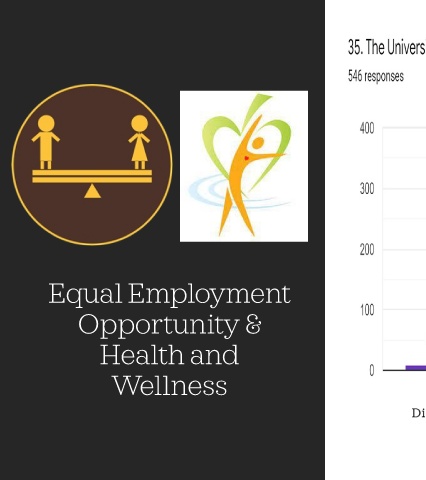 Equal Employment
Opportunity &
Health and
Wellness
35. The Univers
546 responses
400
300
200
100
0
Di